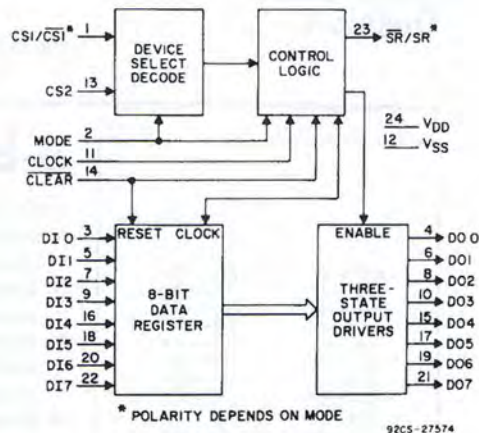 CS1/CS1* 1
CS2 13
DEVICE
SELECT
DECODE
CONTROL
LOGIC
23 SR/SR*
MODE 2
CLOCK 11
CLEAR 14
24 VDD
12 VSS
RESET CLOCK
8-BIT
DATA
REGISTER
DI 0 3
DI1 5
DI2 7
DI3 9
DI4 16
DI5 18
DI6 20
DI7 22
ENABLE
THREE-
STATE
OUTPUT
DRIVERS
4 DO 0
6 DO1
8 DO2
10 DO3
15 DO4
17 DO5
19 DO6
21 DO7
* POLARITY DEPENDS ON MODE
92CS-27574